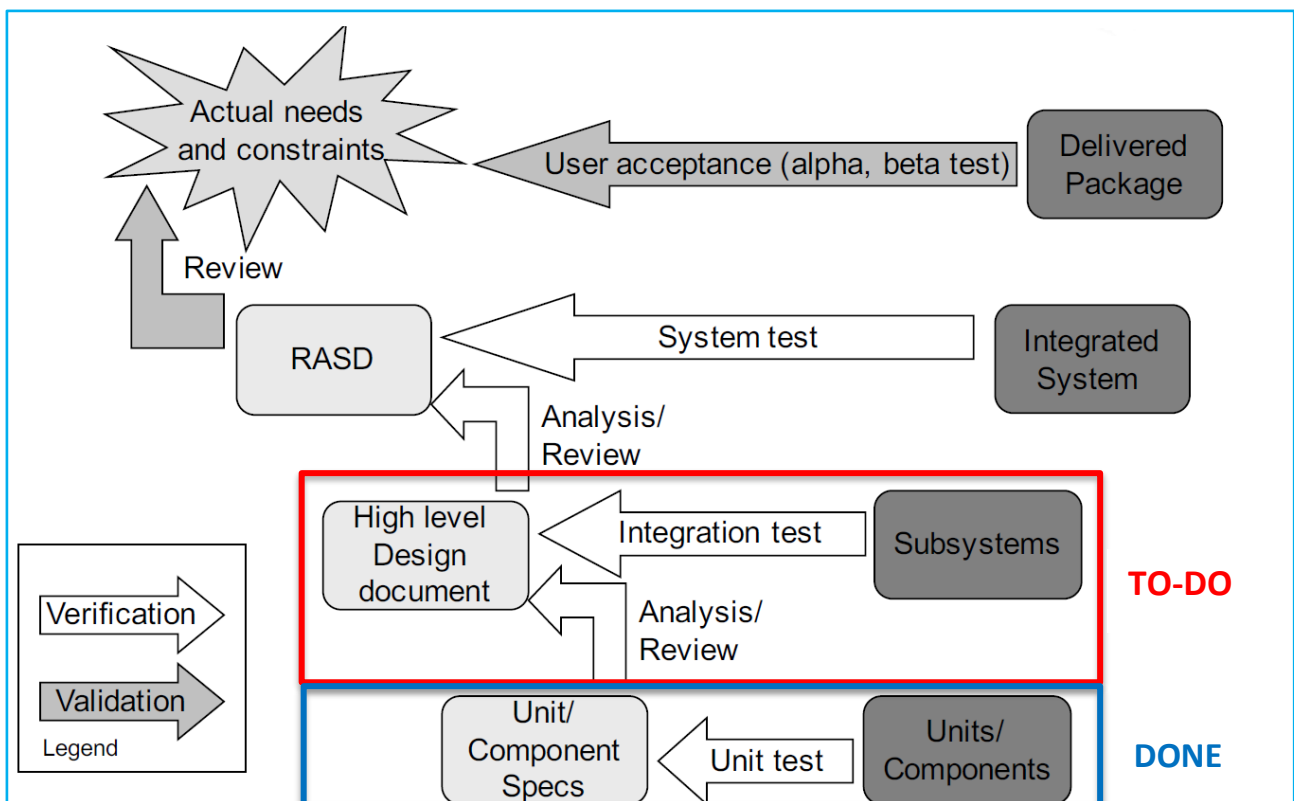 Actual needs
and constraints
User acceptance (alpha, beta test)
Delivered
Package
Review
RASD
System test
Integrated
System
Analysis/
Review
High level
Design
document
Integration test
Subsystems
TO-DO
Analysis/
Review
Verification
Validation
Legend
Unit/
Component
Specs
Unit test
Units/
Components
DONE